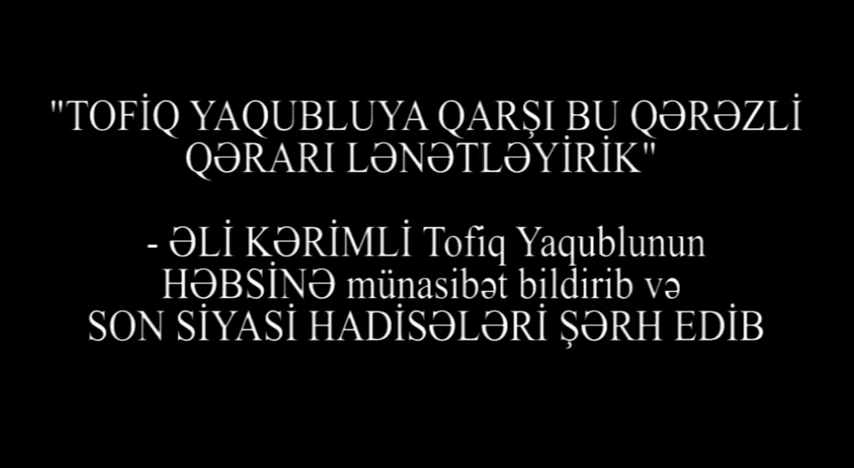 "TOFİQ YAQUBLUYA QARŞI BU QƏRƏZLİ
QƏRARI LƏNƏTLƏYİRİK"
- ƏLİ KƏRİMLİ Tofiq Yaqublunun
HƏBSİNƏ münasibət bildirib və
SON SİYASİ HADİSƏLƏRİ ŞƏRH EDİB